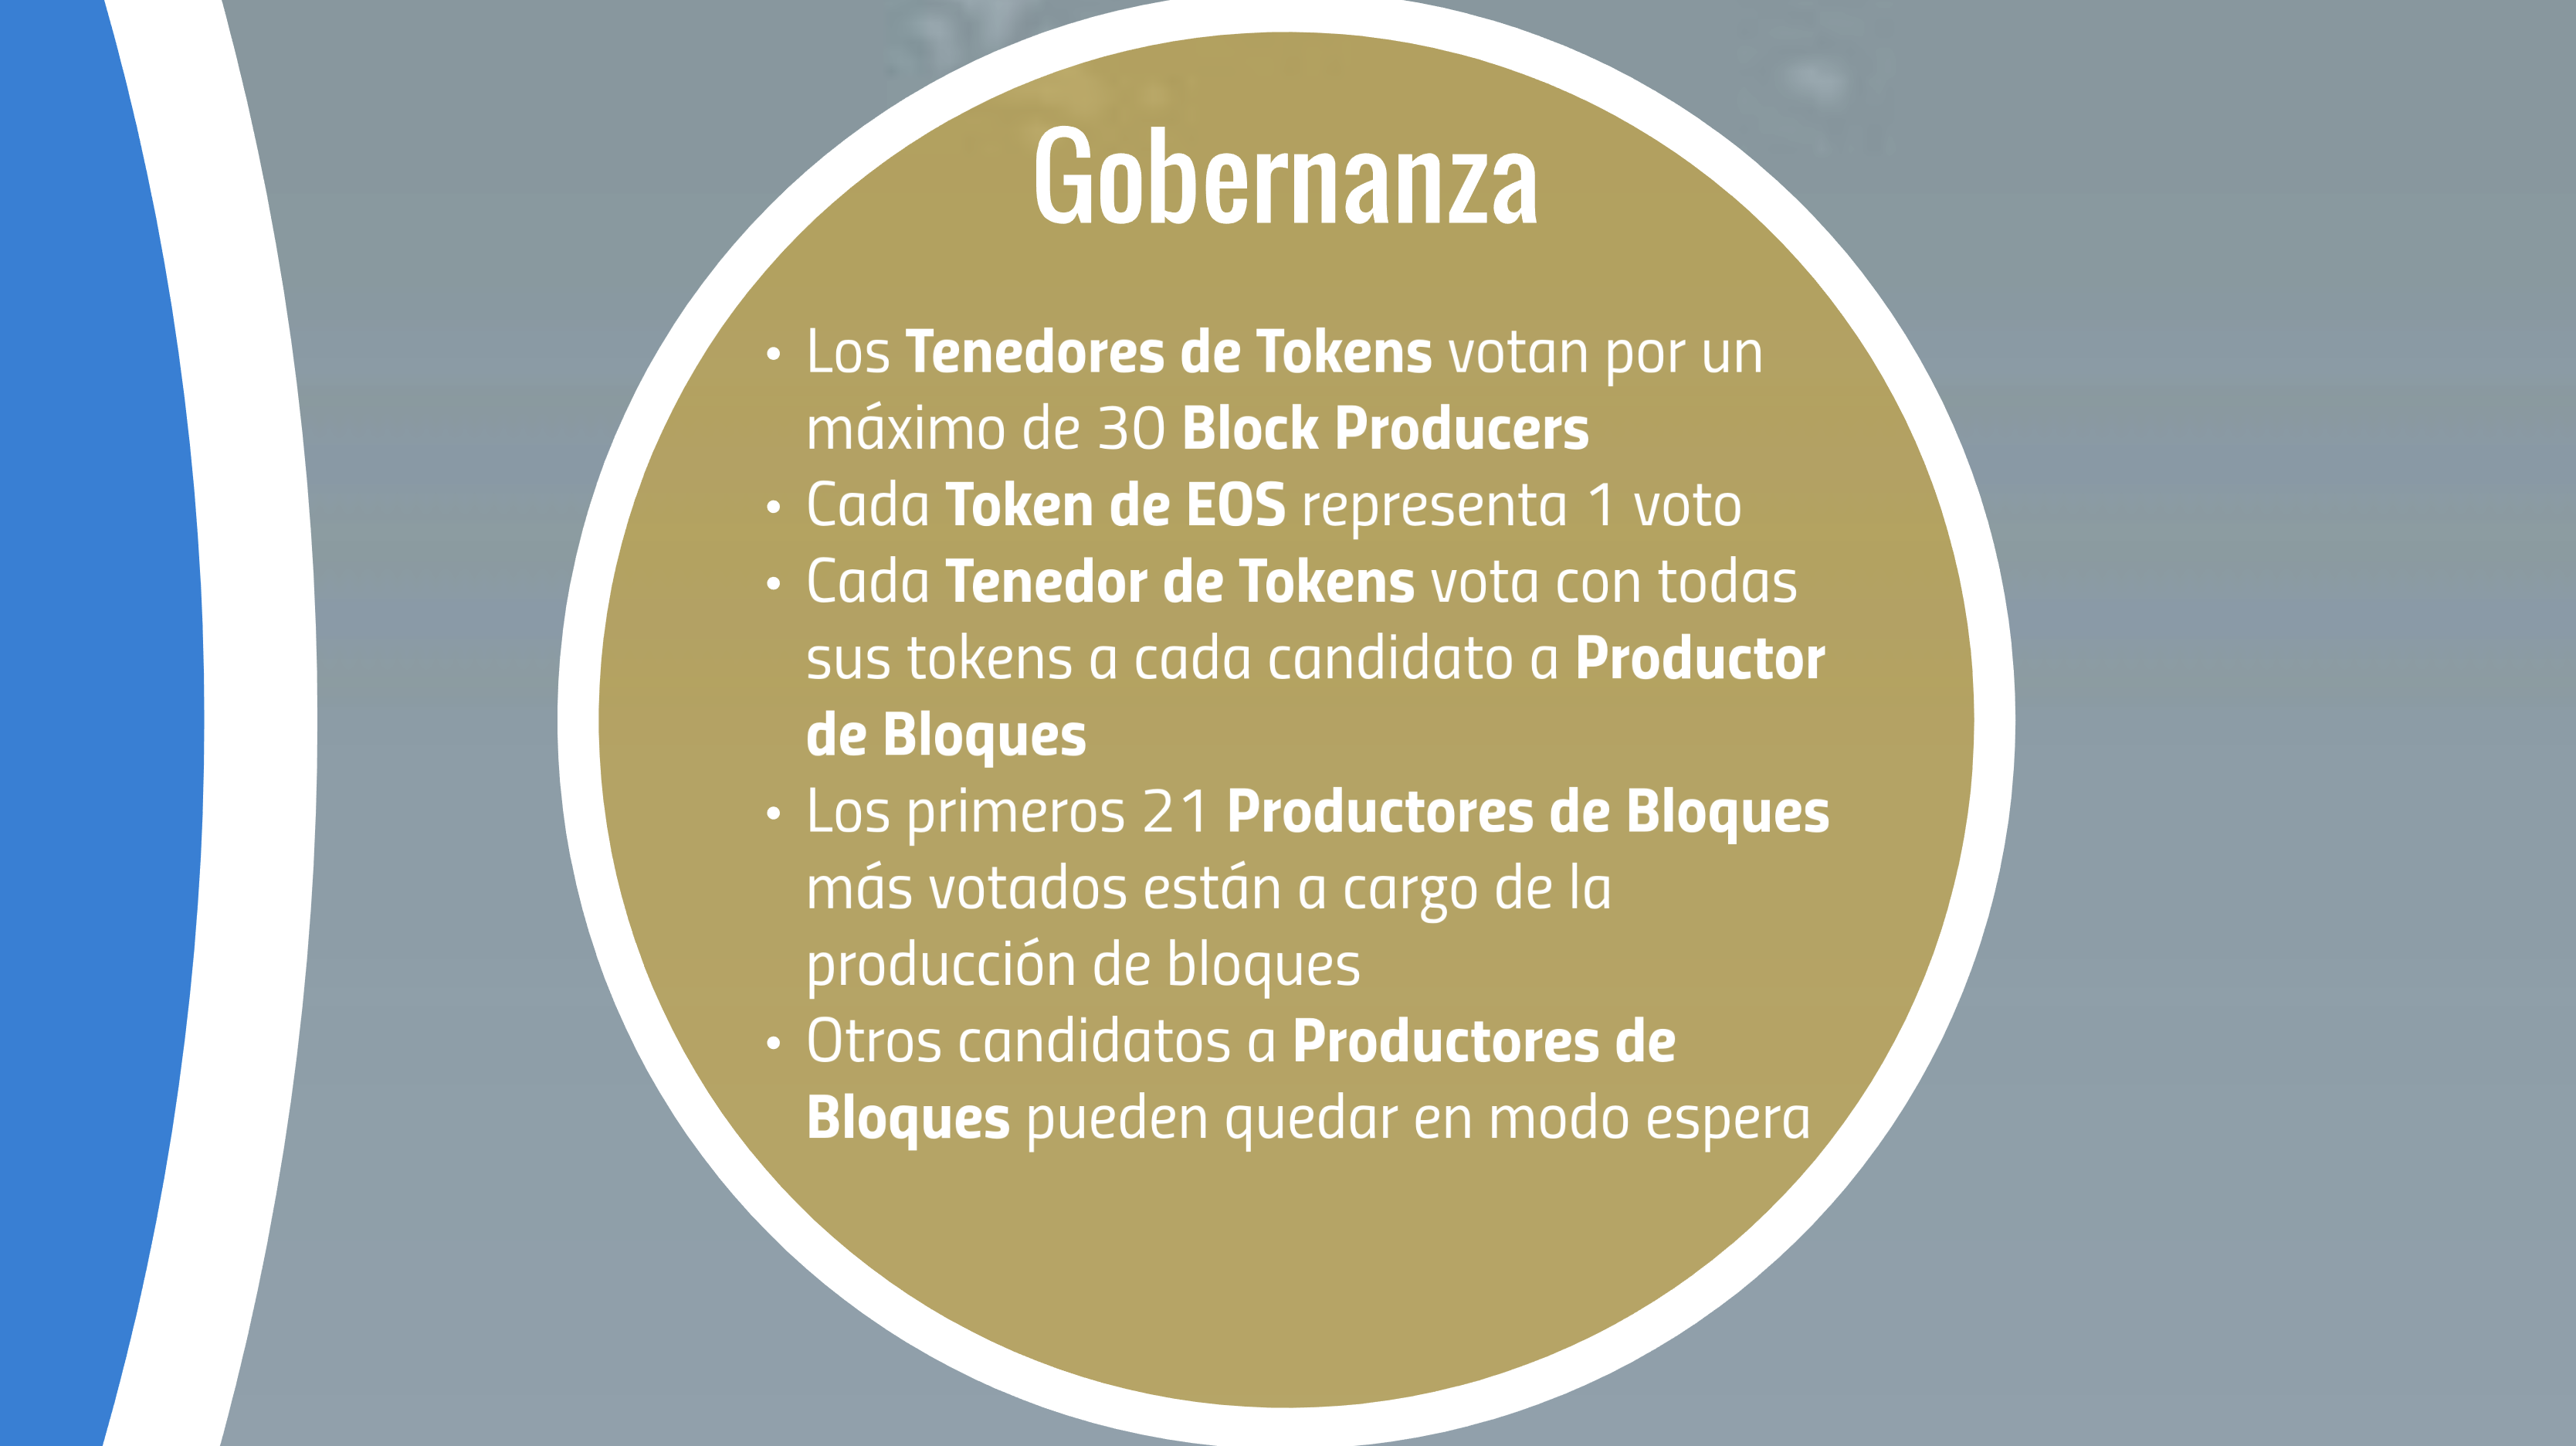 Gobernanza
• Los Tenedores de Tokens votan por un
máximo de 30 Block Producers
• Cada Token de EOS representa 1 voto
• Cada Tenedor de Tokens vota con todas
sus tokens a cada candidato a Productor
de Bloques
• Los primeros 21 Productores de Bloques
más votados están a cargo de la
producción de bloques
• Otros candidatos a Productores de
Bloques pueden quedar en modo espera